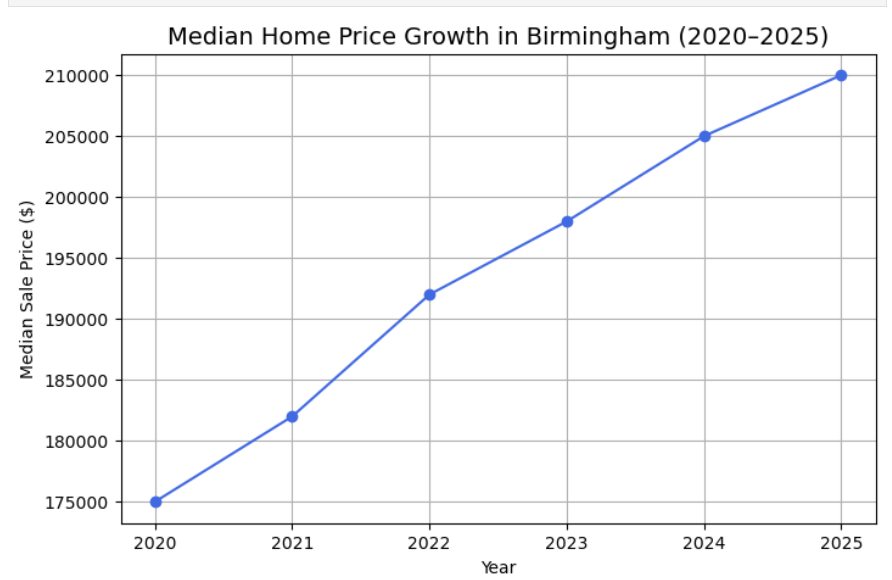 Median Home Price Growth in Birmingham (2020–2025)
210000
205000
200000
195000
190000
185000
180000
175000
Median Sale Price ($)
2020 2021 2022 2023 2024 2025
Year